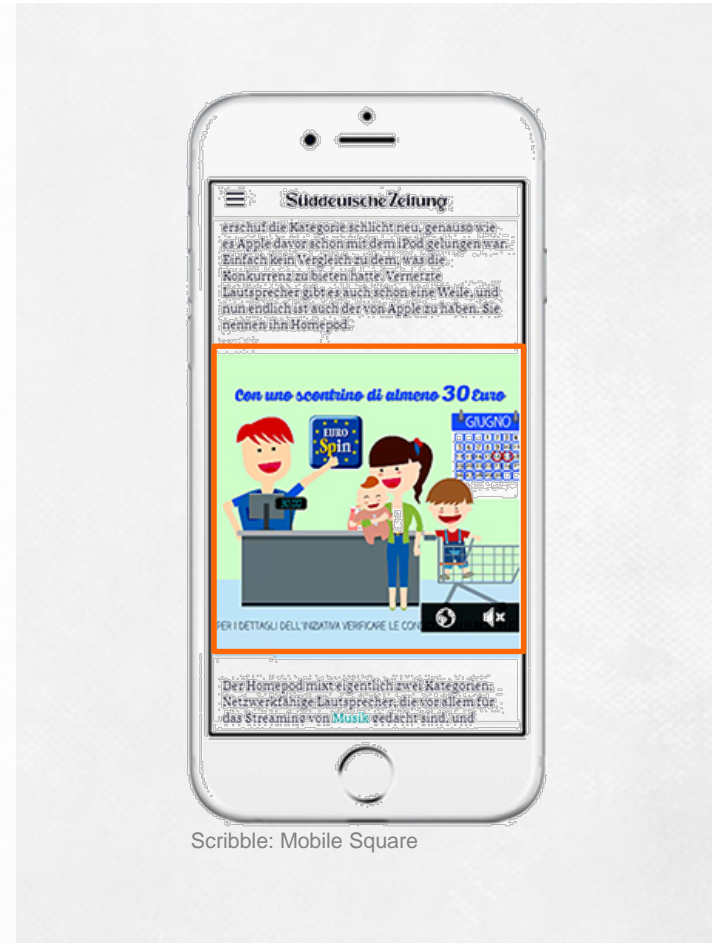 Süddeutsche Zeitung
erschuf die Kategorie schlicht neu, genauso wie
es Apple davor schon mit dem iPod gelungen war.
Einfach kein Vergleich zu dem, was die
Konkurrenz zu bieten hatte. Vernetzte
Lautsprecher gibt es auch schon eine Weile, und
nun endlich ist auch der von Apple zu haben. Sie
nennen ihn Homepod.
Con uno scontrino di almeno 30 Euro
GIUGNO
EURO
Spin
30.00
PER I DETTAGLI DELL'INIZIATIVA VERIFICARE LE
Der Homepod mixt eigentlich zwei Kategorien:
Netzwerkfähige Lautsprecher, die vor allem für
das Streaming von Musik gedacht sind, und
Scribble: Mobile Square